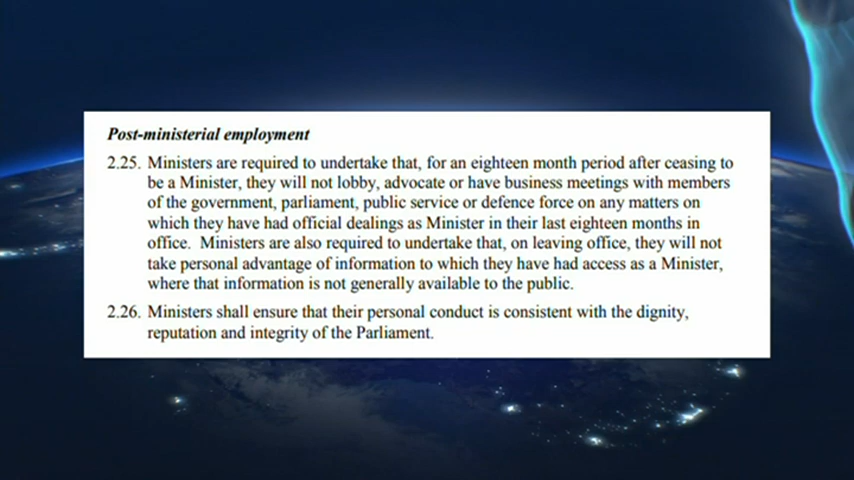 Post-ministerial employment
2.25. Ministers are required to undertake that, for an eighteen month period after ceasing to
be a Minister, they will not lobby, advocate or have business meetings with members
of the government, parliament, public service or defence force on any matters on
which they have had official dealings as Minister in their last eighteen months in
office. Ministers are also required to undertake that, on leaving office, they will not
take personal advantage of information to which they have had access as a Minister,
where that information is not generally available to the public.
2.26. Ministers shall ensure that their personal conduct is consistent with the dignity,
reputation and integrity of the Parliament.